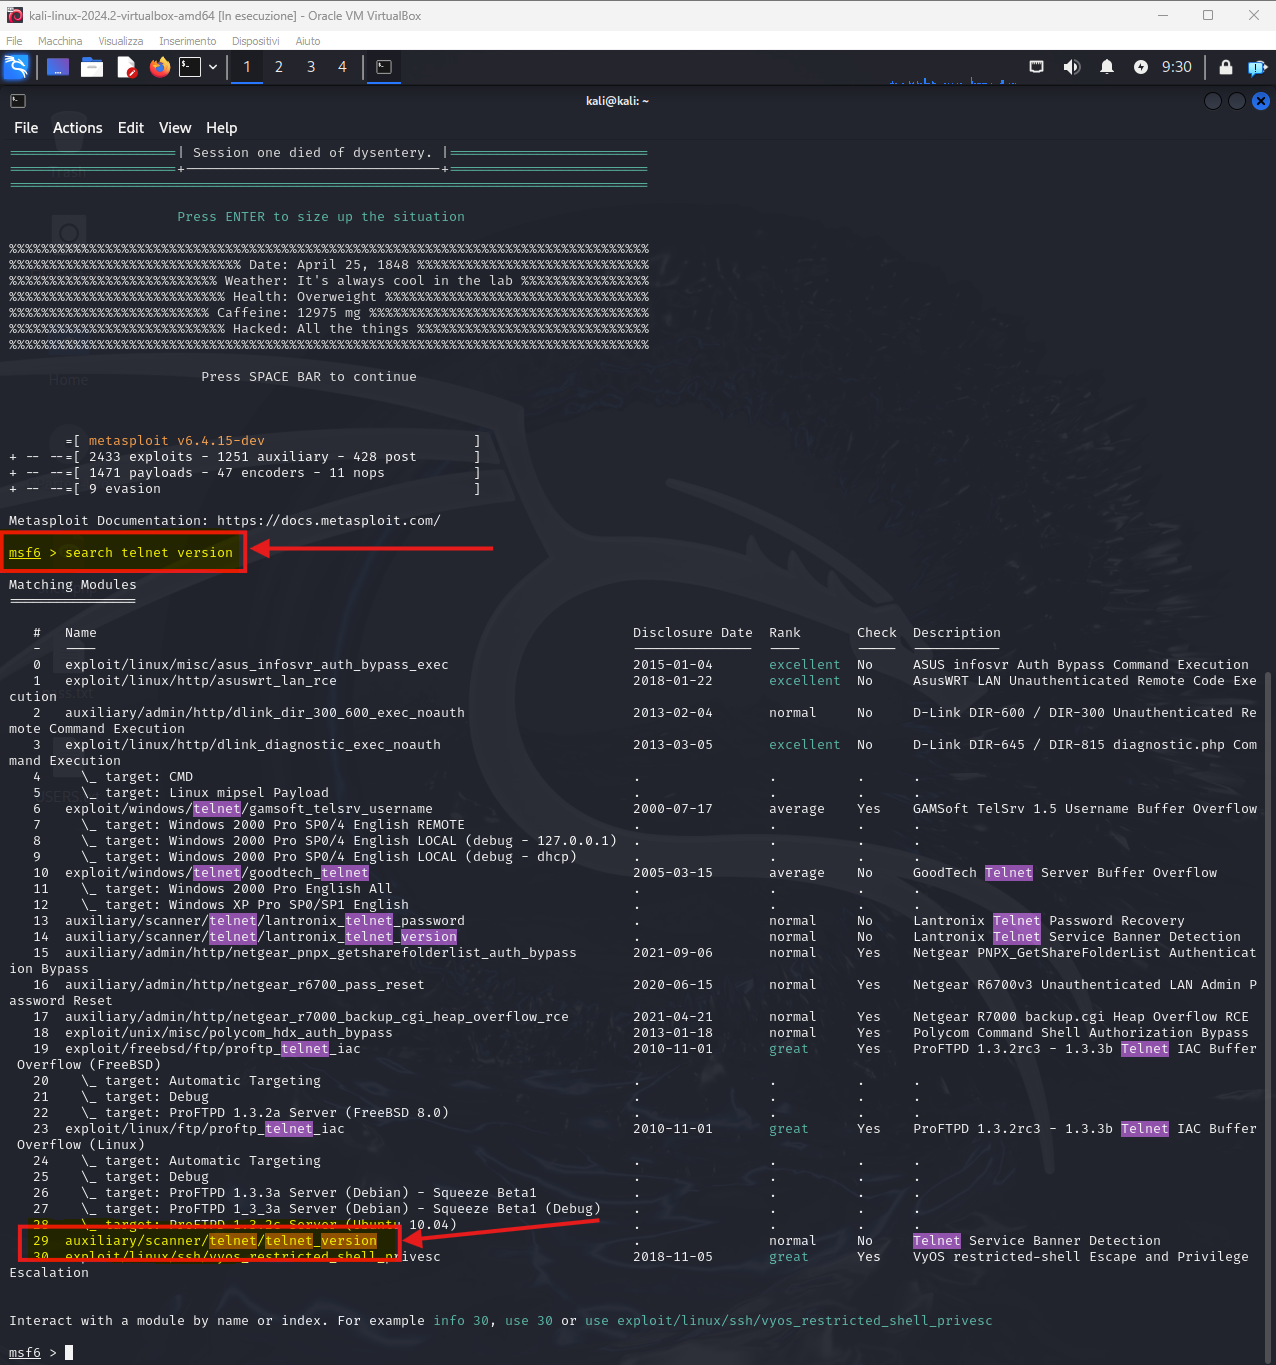 kali-linux-2024.2-virtualbox-amd64 [In esecuzione] - Oracle VM VirtualBox
File Macchina Visualizza Inserimento Dispositivi Aiuto
1 2 3 4 9:30
kali@kali: ~
File Actions Edit View Help
=====================| Session one died of dysentery. |=========================
=====================+--------------------------------+=========================
================================================================================
Press ENTER to size up the situation
%%%%%%%%%%%%%%%%%%%%%%%%%%%%%%%%%%%%%%%%%%%%%%%%%%%%%%%%%%%%%%%%%%%%%%%%%%%%%%%%%%
%%%%%%%%%%%%%%%%%%%%%%%%%%%%% Date: April 25, 1848 %%%%%%%%%%%%%%%%%%%%%%%%%%%%%
%%%%%%%%%%%%%%%%%%%%%%%%%% Weather: It's always cool in the lab %%%%%%%%%%%%%%%%
%%%%%%%%%%%%%%%%%%%%%%%%%%% Health: Overweight %%%%%%%%%%%%%%%%%%%%%%%%%%%%%%%%%
%%%%%%%%%%%%%%%%%%%%%%%%% Caffeine: 12975 mg %%%%%%%%%%%%%%%%%%%%%%%%%%%%%%%%%%%
%%%%%%%%%%%%%%%%%%%%%%%%%%% Hacked: All the things %%%%%%%%%%%%%%%%%%%%%%%%%%%%%
%%%%%%%%%%%%%%%%%%%%%%%%%%%%%%%%%%%%%%%%%%%%%%%%%%%%%%%%%%%%%%%%%%%%%%%%%%%%%%%%%%
Press SPACE BAR to continue
=[ metasploit v6.4.15-dev ]
+ -- --=[ 2433 exploits - 1251 auxiliary - 428 post ]
+ -- --=[ 1471 payloads - 47 encoders - 11 nops ]
+ -- --=[ 9 evasion ]
Metasploit Documentation: https://docs.metasploit.com/
msf6 > search telnet version
Matching Modules
================
# Name Disclosure Date Rank Check Description
- ---- --------------- ---- ----- -----------
0 exploit/linux/misc/asus_infosvr_auth_bypass_exec 2015-01-04 excellent No ASUS infosvr Auth Bypass Command Execution
1 exploit/linux/http/asuswrt_lan_rce 2018-01-22 excellent No AsusWRT LAN Unauthenticated Remote Code Exe
cution
2 auxiliary/admin/http/dlink_dir_300_600_exec_noauth 2013-02-04 normal No D-Link DIR-600 / DIR-300 Unauthenticated Re
mote Command Execution
3 exploit/linux/http/dlink_diagnostic_exec_noauth 2013-03-05 excellent No D-Link DIR-645 / DIR-815 diagnostic.php Com
mand Execution
4 \_ target: CMD . . . .
5 \_ target: Linux mipsel Payload . . . .
6 exploit/windows/telnet/gamsoft_telsrv_username 2000-07-17 average Yes GAMSoft TelSrv 1.5 Username Buffer Overflow
7 \_ target: Windows 2000 Pro SP0/4 English REMOTE . . . .
8 \_ target: Windows 2000 Pro SP0/4 English LOCAL (debug - 127.0.0.1) . . . .
9 \_ target: Windows 2000 Pro SP0/4 English LOCAL (debug - dhcp) . . . .
10 exploit/windows/telnet/goodtech_telnet 2005-03-15 average No GoodTech Telnet Server Buffer Overflow
11 \_ target: Windows 2000 Pro English All . . . .
12 \_ target: Windows XP Pro SP0/SP1 English . . . .
13 auxiliary/scanner/telnet/lantronix_telnet_password . normal No Lantronix Telnet Password Recovery
14 auxiliary/scanner/telnet/lantronix_telnet_version . normal No Lantronix Telnet Service Banner Detection
15 auxiliary/admin/http/netgear_pnpx_getsharefolderlist_auth_bypass 2021-09-06 normal Yes Netgear PNPX_GetShareFolderList Authenticat
ion Bypass
16 auxiliary/admin/http/netgear_r6700_pass_reset 2020-06-15 normal Yes Netgear R6700v3 Unauthenticated LAN Admin P
assword Reset
17 auxiliary/admin/http/netgear_r7000_backup_cgi_heap_overflow_rce 2021-04-21 normal Yes Netgear R7000 backup.cgi Heap Overflow RCE
18 exploit/unix/misc/polycom_hdx_auth_bypass 2013-01-18 normal Yes Polycom Command Shell Authorization Bypass
19 exploit/freebsd/ftp/proftp_telnet_iac 2010-11-01 great Yes ProFTPD 1.3.2rc3 - 1.3.3b Telnet IAC Buffer
Overflow (FreeBSD)
20 \_ target: Automatic Targeting . . . .
21 \_ target: Debug . . . .
22 \_ target: ProFTPD 1.3.2a Server (FreeBSD 8.0) . . . .
23 exploit/linux/ftp/proftp_telnet_iac 2010-11-01 great Yes ProFTPD 1.3.2rc3 - 1.3.3b Telnet IAC Buffer
Overflow (Linux)
24 \_ target: Automatic Targeting . . . .
25 \_ target: Debug . . . .
26 \_ target: ProFTPD 1.3.3a Server (Debian) - Squeeze Beta1 . . . .
27 \_ target: ProFTPD 1_3_3a Server (Debian) - Squeeze Beta1 (Debug) . . . .
28 \_ target: ProFTPD 1.3.2c Server (Ubuntu 10.04) . . . .
29 auxiliary/scanner/telnet/telnet_version . normal No Telnet Service Banner Detection
30 exploit/linux/ssh/vyos_restricted_shell_privesc 2018-11-05 great Yes VyOS restricted-shell Escape and Privilege
Escalation
Interact with a module by name or index. For example info 30, use 30 or use exploit/linux/ssh/vyos_restricted_shell_privesc
msf6 >